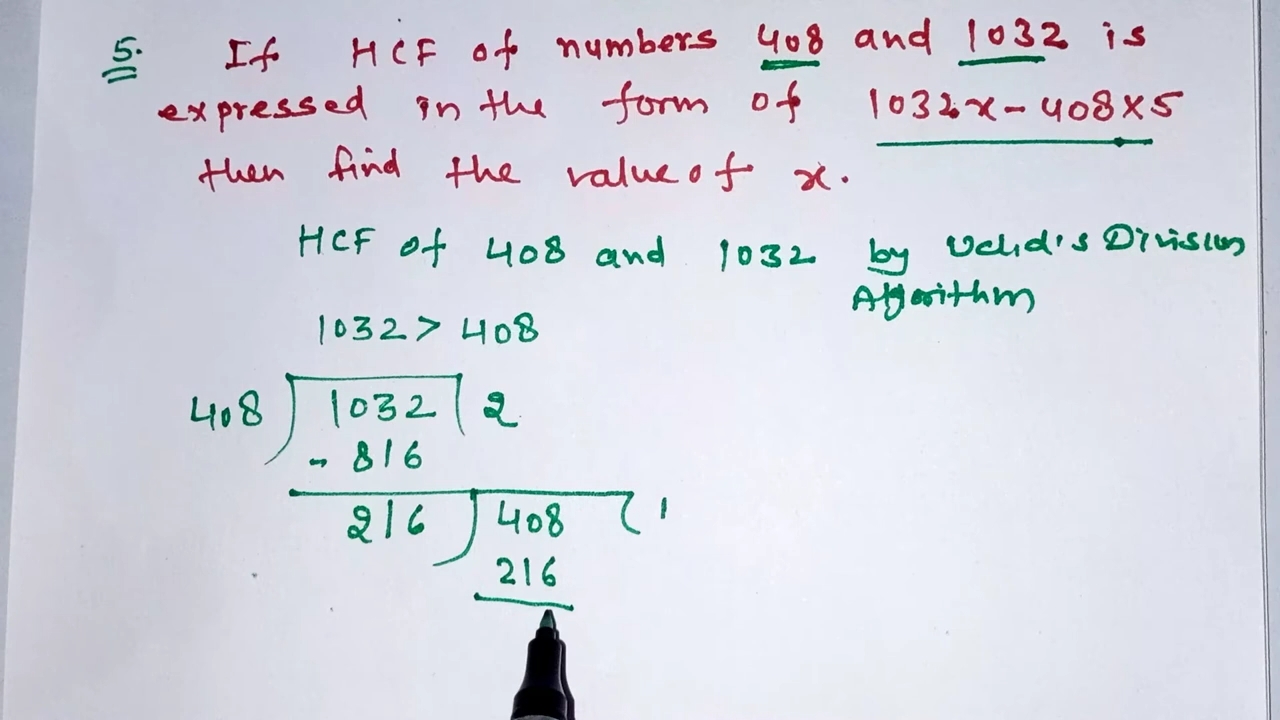 5. If HCF of numbers 408 and 1032 is
expressed in the form of 1032x - 408×5
then find the value of x.
HCF of 408 and 1032 by Uclid's Division
Algorithm
1032 > 408
408 1032 2
- 816
216 408 1
216